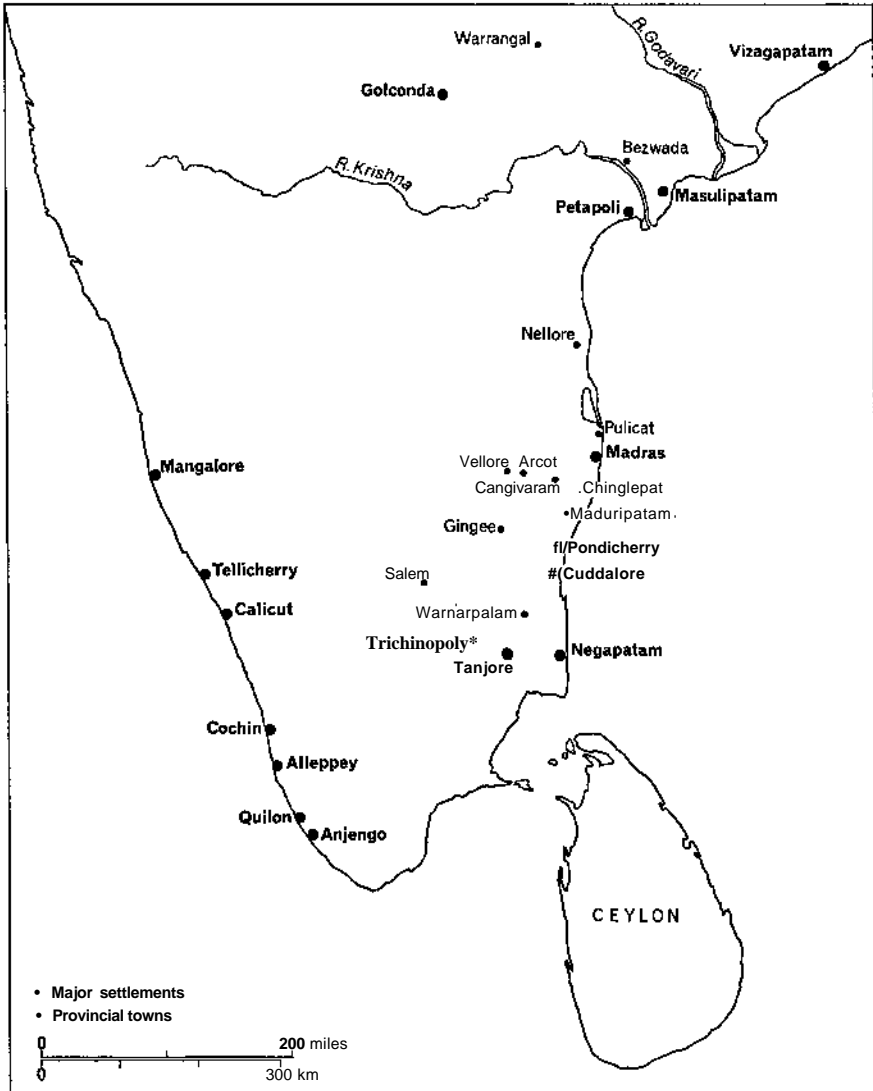 Warrangal
R.Godavari
Vizagapatam
Golconda
Bezwada
R.Krishna
Masulipatam
Petapoli
Nellore
Pulicat
Madras
Mangalore
Vellore Arcot
Cangivaram .Chinglepat
Maduripatam.
Gingee
fl/Pondicherry
Tellicherry
Salem
#(Cuddalore
Calicut
Warnarpalam
Trichinopoly*
Tanjore
Negapatam
Cochin
Alleppey
Quilon
Anjengo
CEYLON
• Major settlements
• Provincial towns
0 200 miles
0 300 km